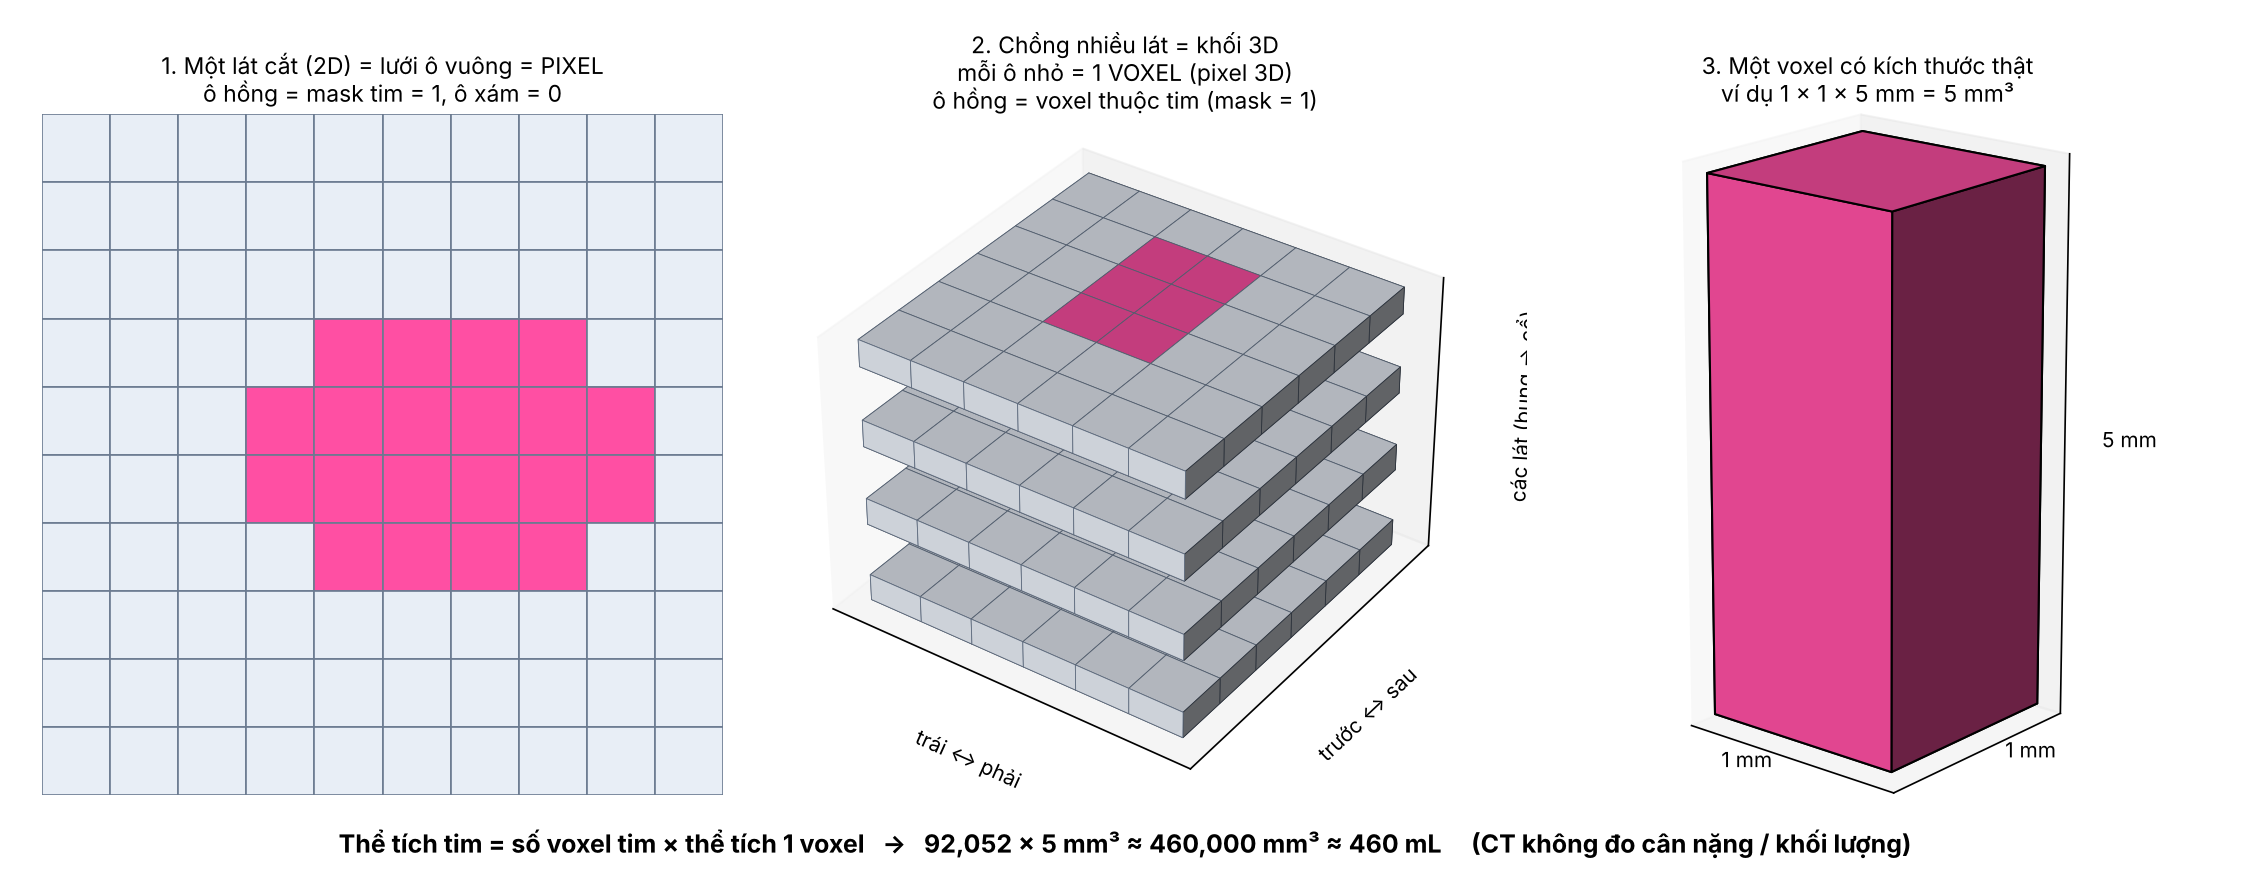 1. Một lát cắt (2D) = lưới ô vuông = PIXEL
ô hồng = mask tim = 1, ô xám = 0
2. Chồng nhiều lát = khối 3D
mỗi ô nhỏ = 1 VOXEL (pixel 3D)
ô hồng = voxel thuộc tim (mask = 1)
trái ↔ phải
trước ↔ sau
các lát
3. Một voxel có kích thước thật
ví dụ 1 × 1 × 5 mm = 5 mm³
5 mm
1 mm
1 mm
Thể tích tim = số voxel tim × thể tích 1 voxel → 92,052 × 5 mm³ ≈ 460,000 mm³ ≈ 460 mL (CT không đo cân nặng / khối lượng)